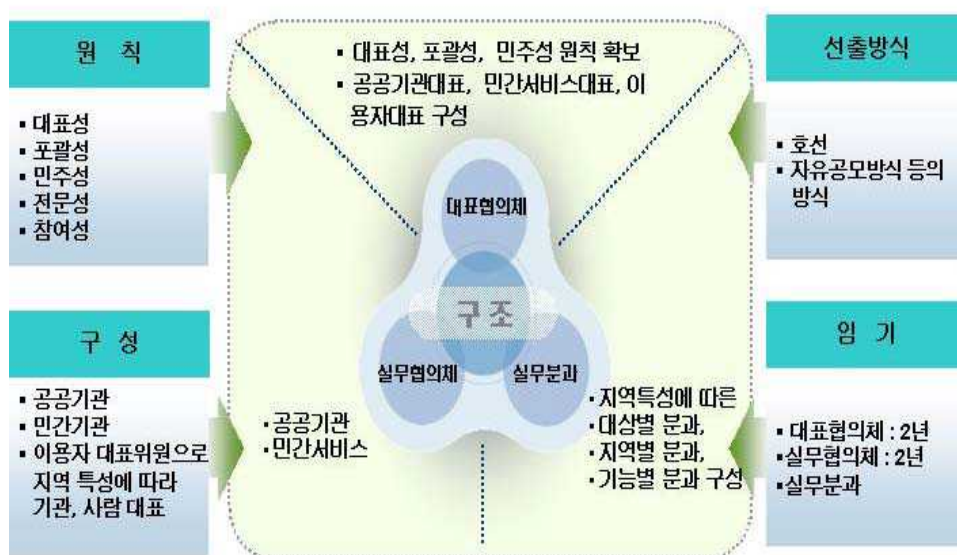 원 칙
▪ 대표성
▪ 포괄성
▪ 민주성
▪ 전문성
▪ 참여성
▪ 대표성, 포괄성, 민주성 원칙 확보
▪ 공공기관대표, 민간서비스대표, 이
용자대표 구성
선출방식
▪ 호선
▪ 자유공모방식 등의
방식
대표협의체
구조
실무협의체
실무분과
구 성
▪ 공공기관
▪ 민간기관
▪ 이용자 대표위원으로
지역 특성에 따라
기관, 사람 대표
▪공공기관
▪민간서비스
▪지역특성에 따른
▪대상별 분과,
▪지역별 분과,
▪기능별 분과 구성
임 기
▪ 대표협의체 : 2년
▪실무협의체 : 2년
▪실무분과